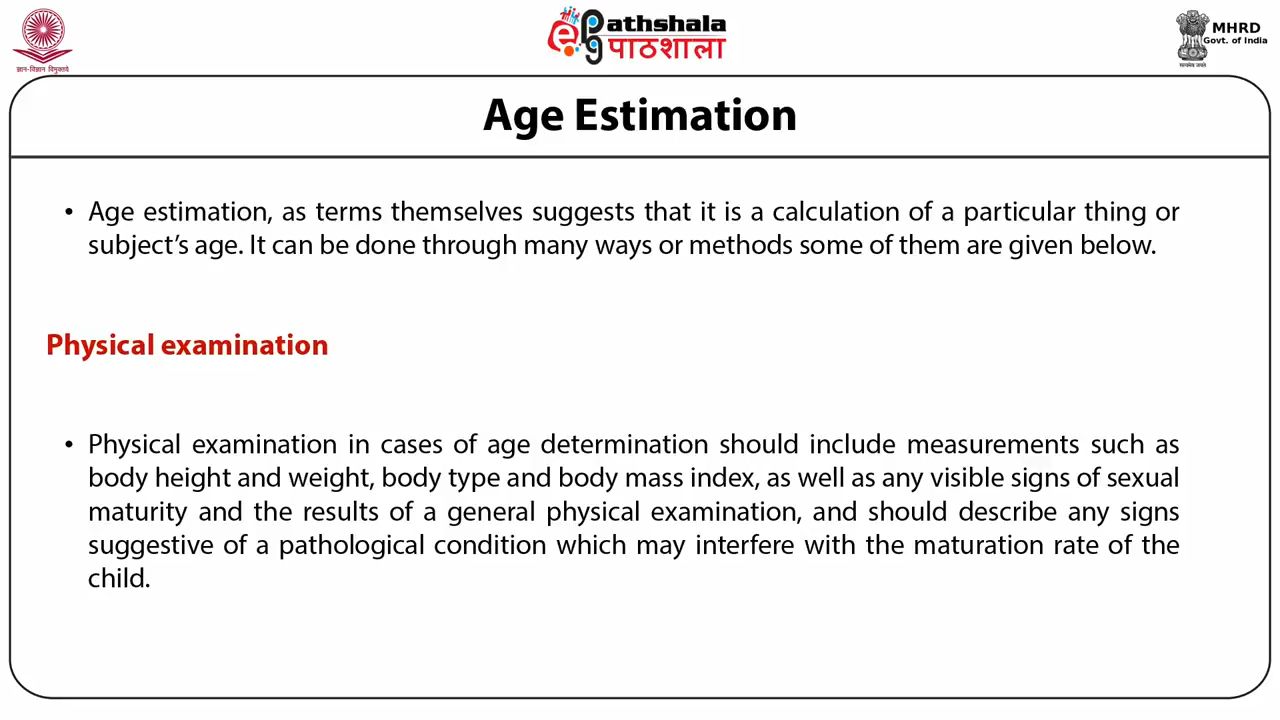 ज्ञान-विज्ञान विमुक्तये
ePG Pathshala
पाठशाला
सत्यमेव जयते
MHRD
Govt. of India
Age Estimation
• Age estimation, as terms themselves suggests that it is a calculation of a particular thing or
subject’s age. It can be done through many ways or methods some of them are given below.
Physical examination
• Physical examination in cases of age determination should include measurements such as
body height and weight, body type and body mass index, as well as any visible signs of sexual
maturity and the results of a general physical examination, and should describe any signs
suggestive of a pathological condition which may interfere with the maturation rate of the
child.